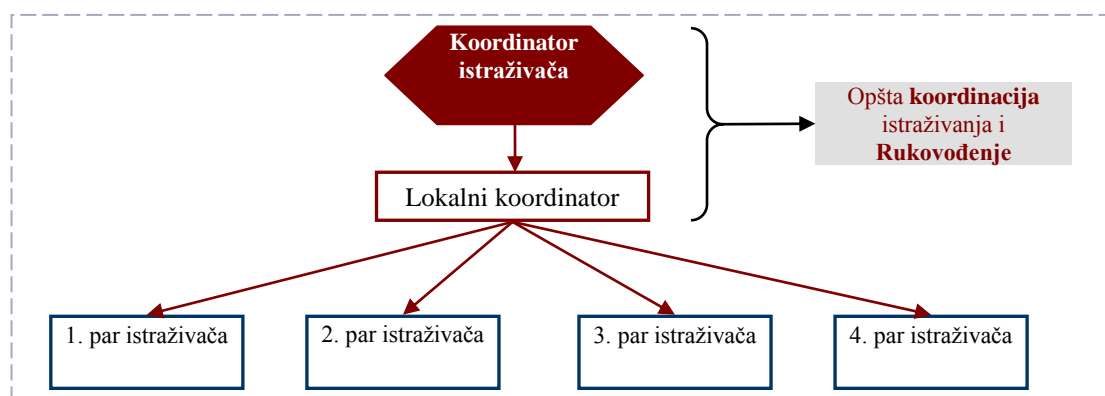 Koordinator
istraživača
Opšta koordinacija
istraživanja i
Rukovođenje
Lokalni koordinator
1. par istraživača
2. par istraživača
3. par istraživača
4. par istraživača